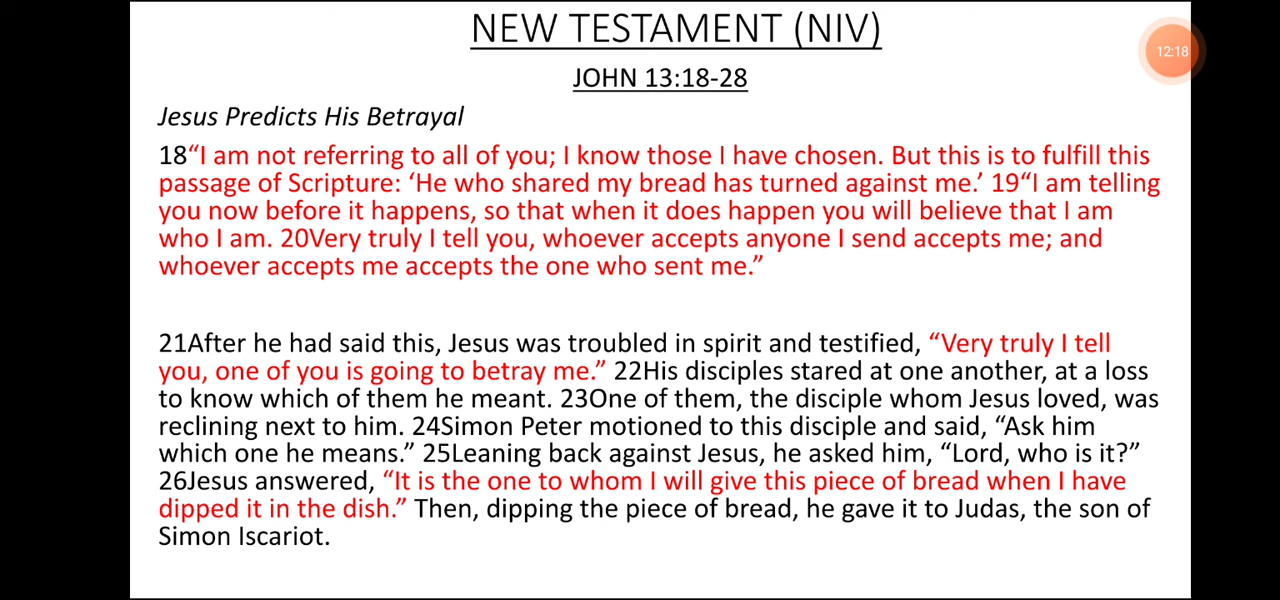 NEW TESTAMENT (NIV)
12:18
JOHN 13:18-28
Jesus Predicts His Betrayal
18“I am not referring to all of you; I know those I have chosen. But this is to fulfill this
passage of Scripture: ‘He who shared my bread has turned against me.’ 19“I am telling
you now before it happens, so that when it does happen you will believe that I am
who I am. 20Very truly I tell you, whoever accepts anyone I send accepts me; and
whoever accepts me accepts the one who sent me.”
21After he had said this, Jesus was troubled in spirit and testified, “Very truly I tell
you, one of you is going to betray me.” 22His disciples stared at one another, at a loss
to know which of them he meant. 23One of them, the disciple whom Jesus loved, was
reclining next to him. 24Simon Peter motioned to this disciple and said, “Ask him
which one he means.” 25Leaning back against Jesus, he asked him, “Lord, who is it?”
26Jesus answered, “It is the one to whom I will give this piece of bread when I have
dipped it in the dish.” Then, dipping the piece of bread, he gave it to Judas, the son of
Simon Iscariot.